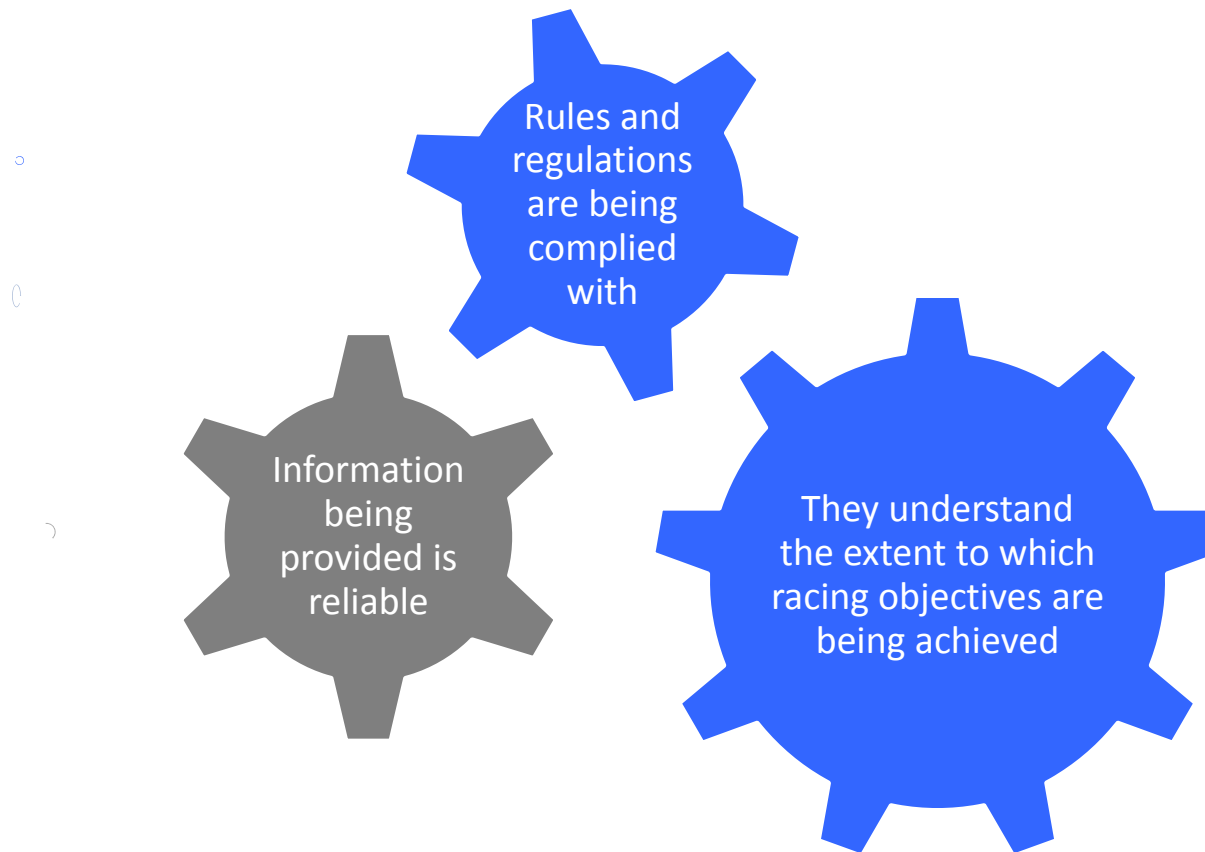 Rules and
regulations
are being
complied
with
Information
being
provided is
reliable
They understand
the extent to which
racing objectives are
being achieved